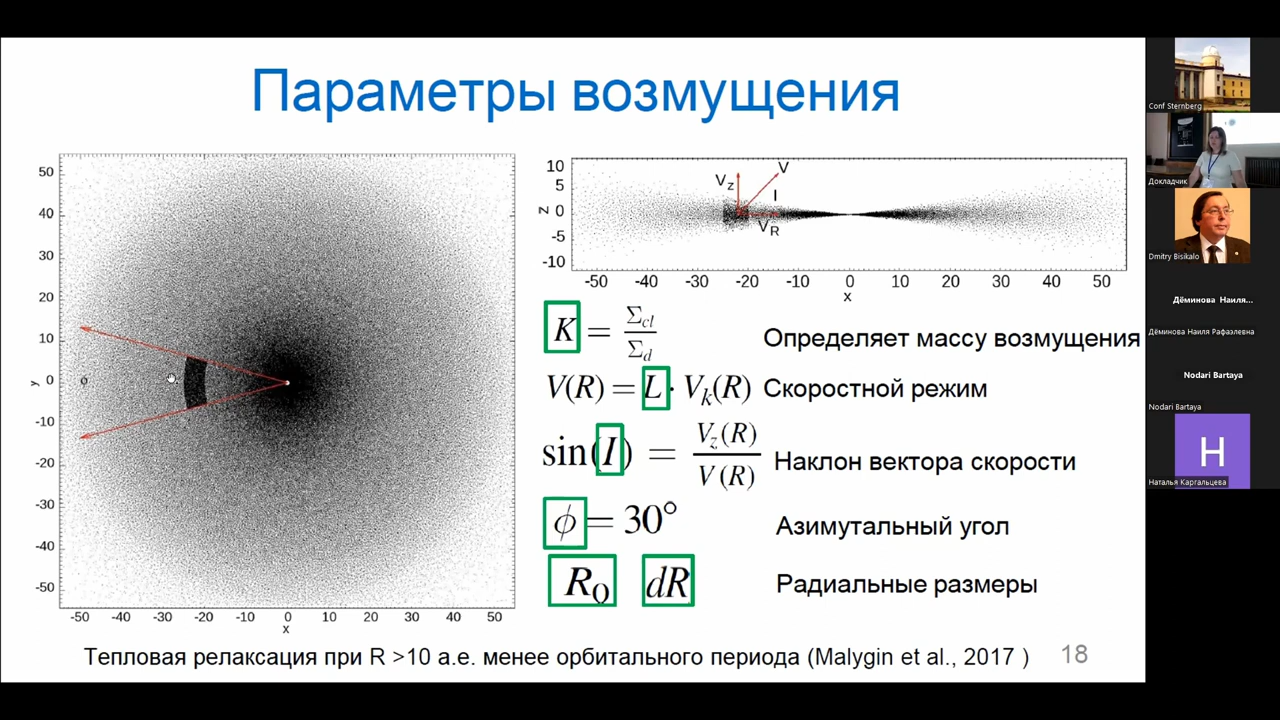 Параметры возмущения
50
40
30
20
10
0
-10
-20
-30
-40
-50
y
ϕ
-50 -40 -30 -20 -10 0 10 20 30 40 50
x
10
5
0
-5
-10
z
Vz
V
I
VR
-50 -40 -30 -20 -10 0 10 20 30 40 50
x
K = Σcl / Σd Определяет массу возмущения
V(R) = L · Vk(R) Скоростной режим
sin(I) = Vz(R) / V(R) Наклон вектора скорости
ϕ = 30° Азимутальный угол
R0 dR Радиальные размеры
Тепловая релаксация при R >10 а.е. менее орбитального периода (Malygin et al., 2017 )
18
Conf Sternberg
Докладчик
Dmitry Bisikalo
Дёминова Наиля...
Дёминова Наиля Рафаэлевна
Nodari Bartaya
Nodari Bartaya
Н
Наталья Каргальцева